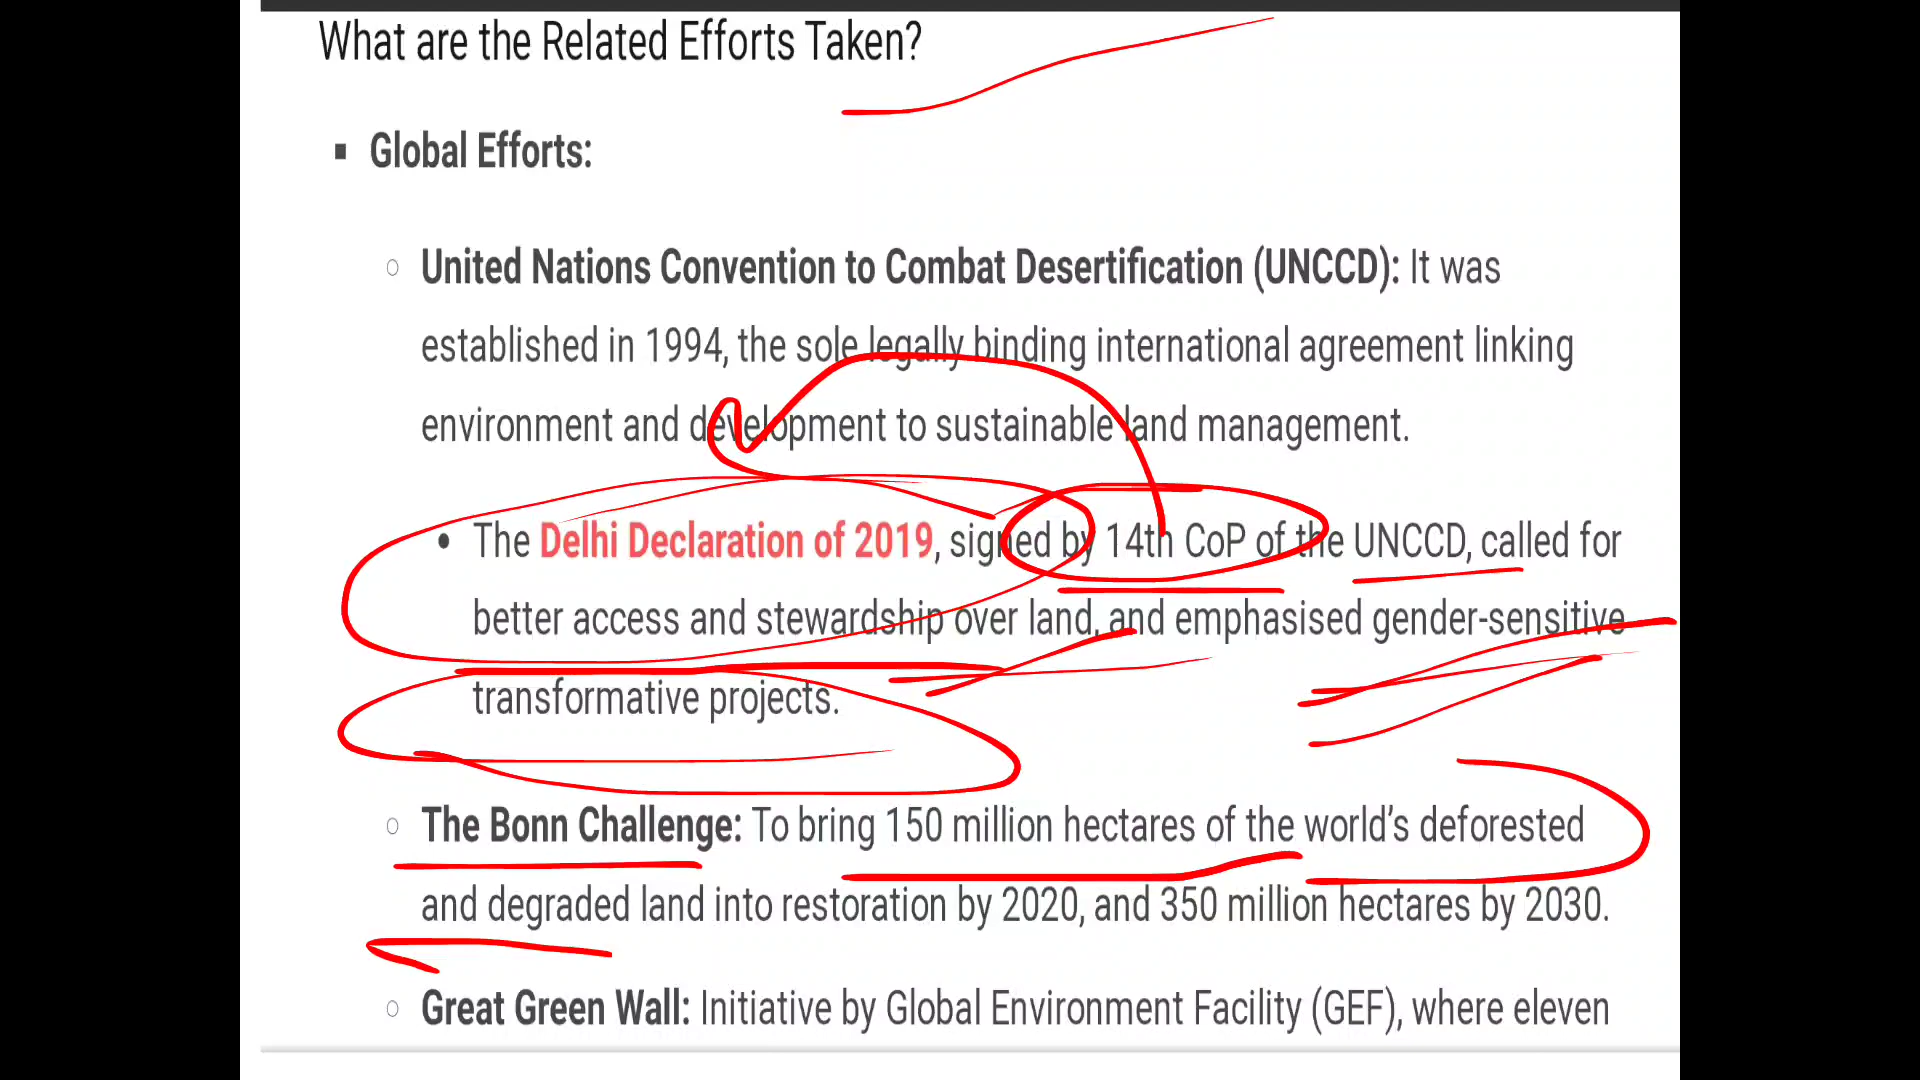 What are the Related Efforts Taken?
Global Efforts:
United Nations Convention to Combat Desertification (UNCCD): It was
established in 1994, the sole legally binding international agreement linking
environment and development to sustainable land management.
The Delhi Declaration of 2019, signed by 14th CoP of the UNCCD, called for
better access and stewardship over land, and emphasised gender-sensitive
transformative projects.
The Bonn Challenge: To bring 150 million hectares of the world’s deforested
and degraded land into restoration by 2020, and 350 million hectares by 2030.
Great Green Wall: Initiative by Global Environment Facility (GEF), where eleven